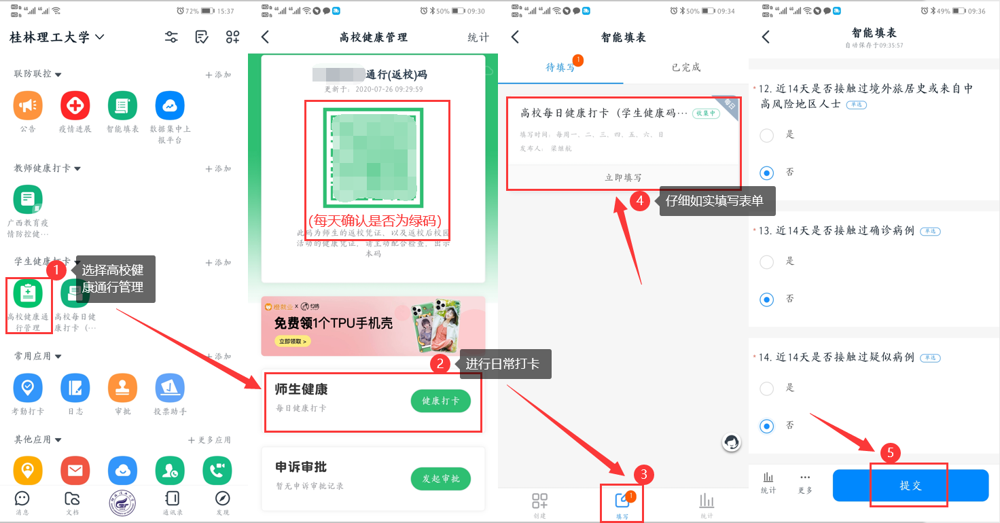 72% 15:37
桂林理工大学
联防联控
+ 添加
公告
疫情进展
智能填表
数据集中上
报平台
教师健康打卡
+ 添加
广西教育疫
情防控健…
学生健康打卡
+ 添加
1
选择高校健
康通行管理
高校健康通
行管理
高校每日健
康打卡（…
常用应用
+ 添加
考勤打卡
日志
审批
投票助手
其他应用
+ 更多应用
消息
文档
通讯录
发现
50% 09:30
高校健康管理
统计
通行(返校)码
更新于： 2020-07-26 09:29:59
(每天确认是否为绿码)
此码为师生的返校凭证，以及返校后校园
活动的健康凭证，请主动配合检查，出示
本码
橙就业 x
免费领1个TPU手机壳
立即领取 >
2
进行日常打卡
师生健康
每日健康打卡
健康打卡
申诉审批
暂无申诉审批记录
发起审批
50% 09:34
智能填表
待填写
1
已完成
每日
高校每日健康打卡（学生健康码…
收集中
填写时间：每周一、二、三、四、五、六、日
发布人： 梁继航
立即填写
4
仔细如实填写表单
3
创建
1
填写
统计
49% 09:36
智能填表
自动保存于09:35:57
*12. 近14天是否接触过境外旅居史或来自中
高风险地区人士 单选
是
否
*13. 近14天是否接触过确诊病例 单选
是
否
*14. 近14天是否接触过疑似病例 单选
是
否
5
统计
更多
提交